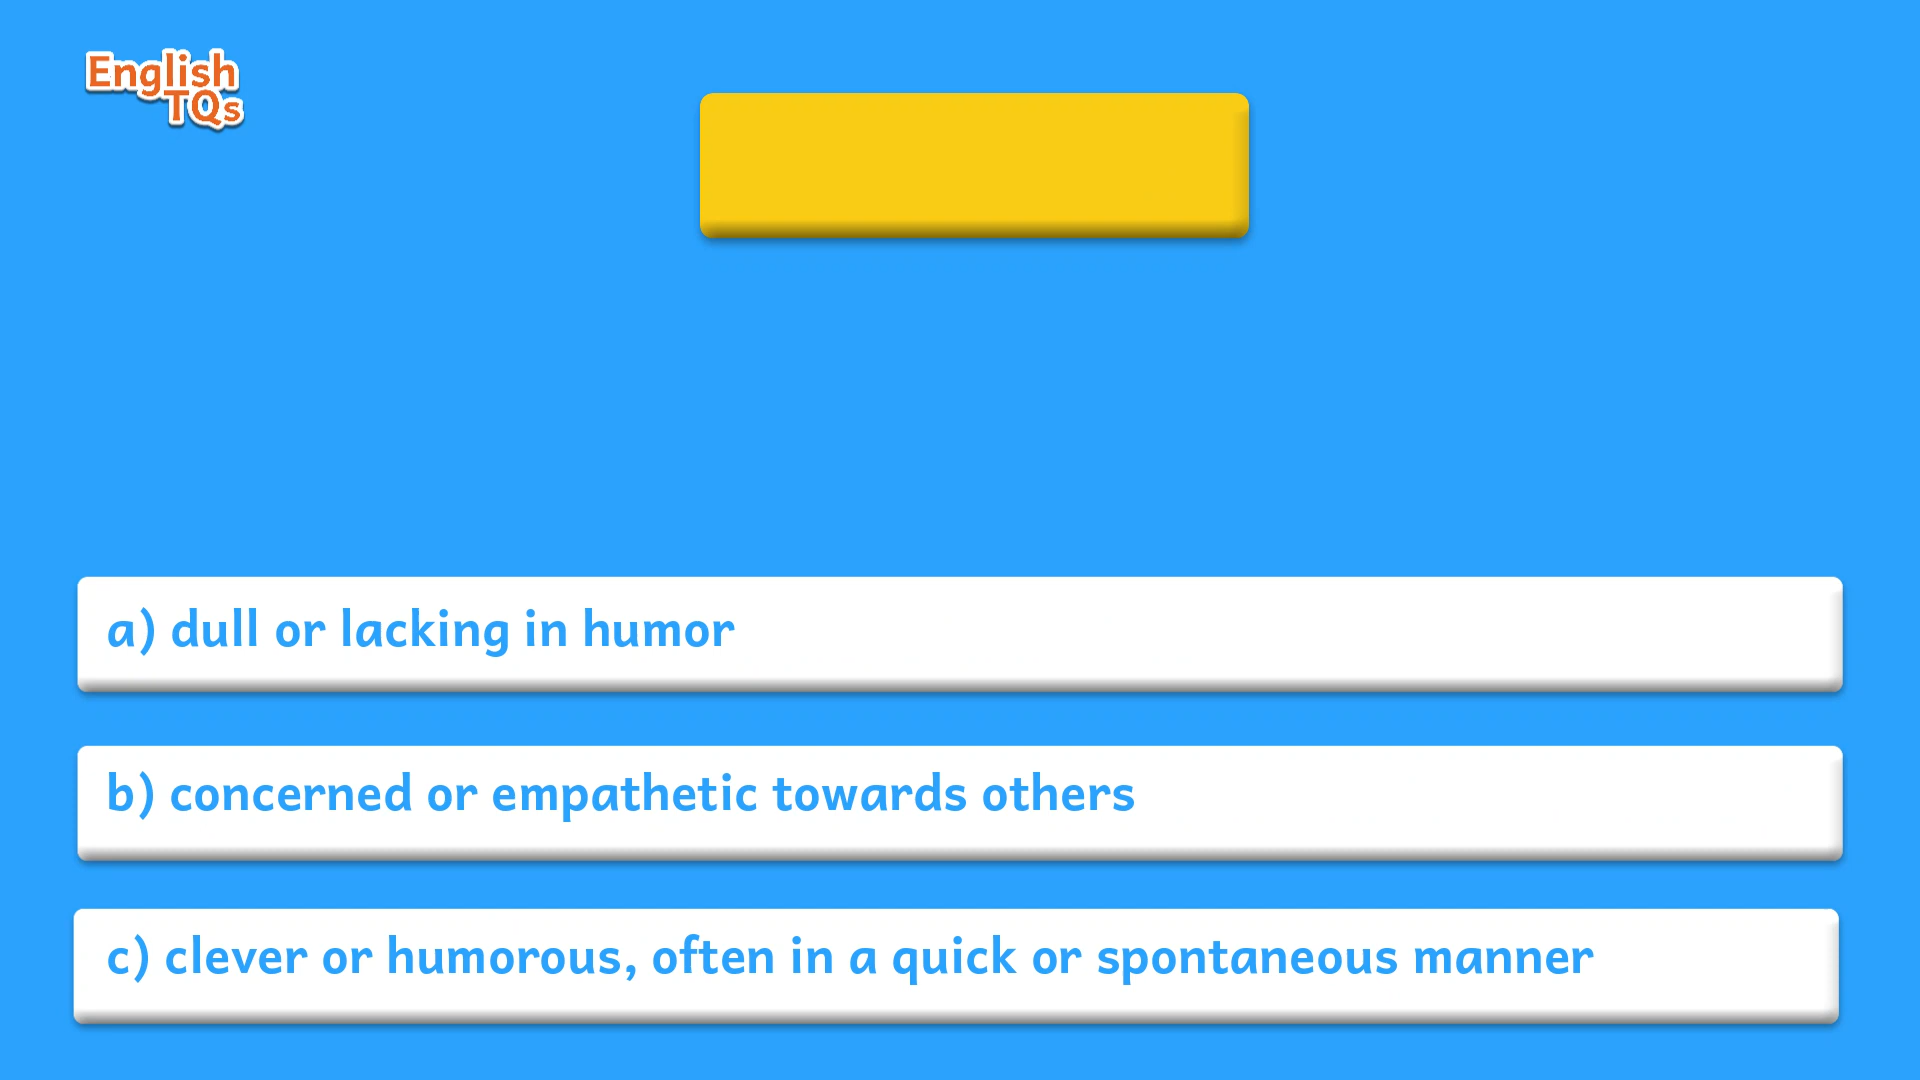 English
TQs
a) dull or lacking in humor
b) concerned or empathetic towards others
c) clever or humorous, often in a quick or spontaneous manner